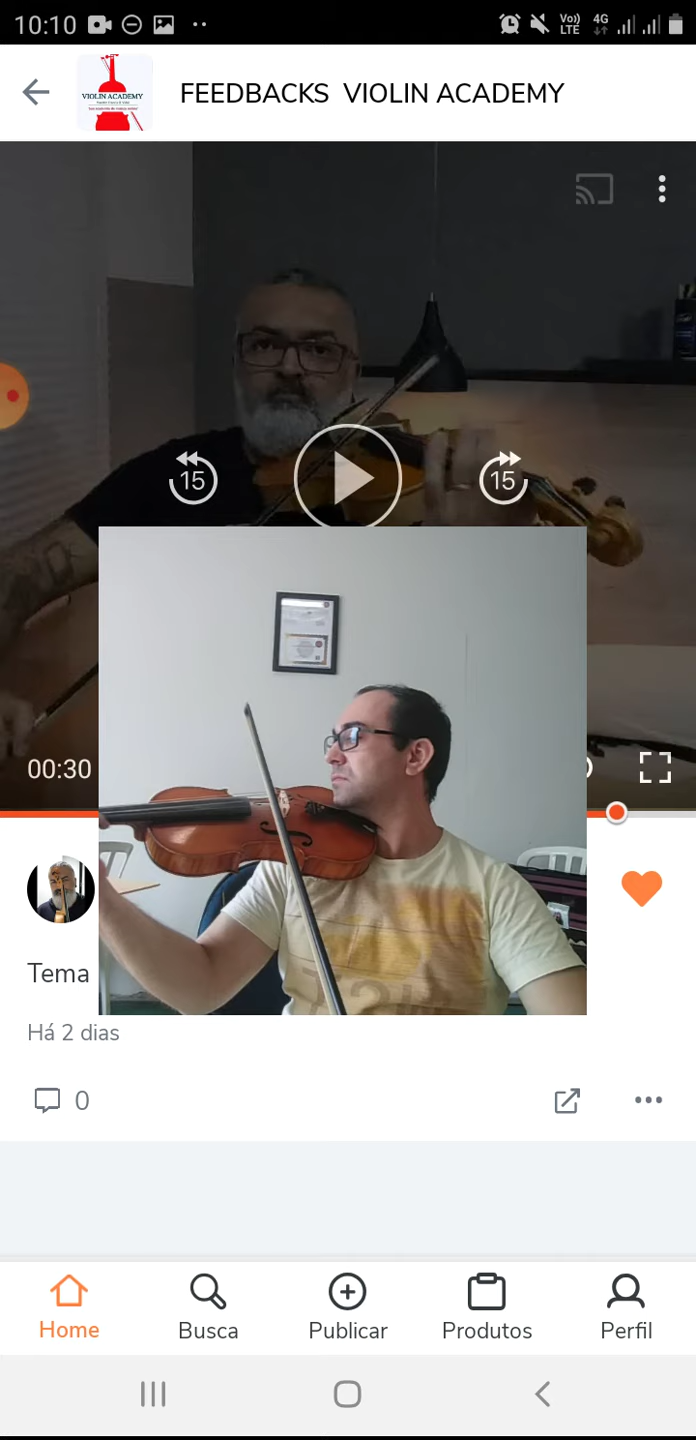 10:10
Vo))
LTE
4G
VIOLIN ACADEMY
FEEDBACKS VIOLIN ACADEMY
15
15
00:30
Tema
Há 2 dias
0
Home
Busca
Publicar
Produtos
Perfil